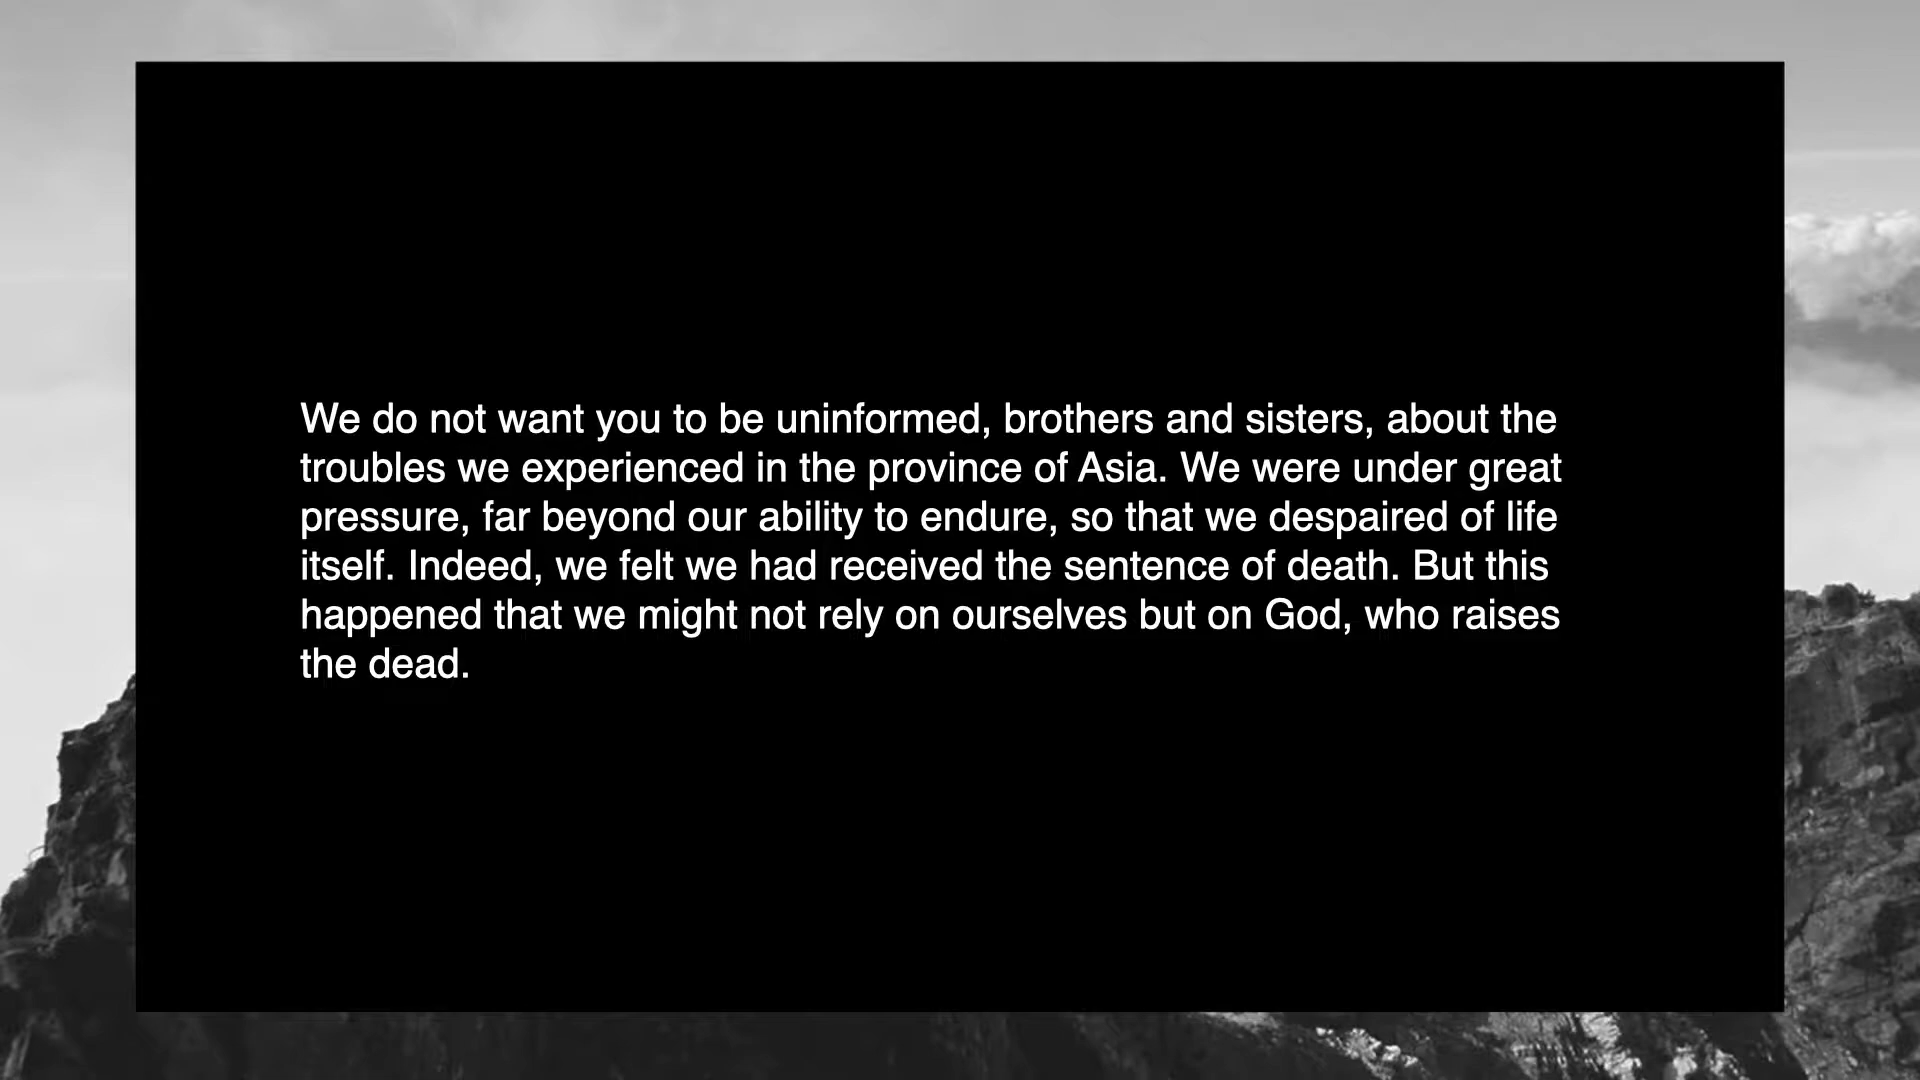 We do not want you to be uninformed, brothers and sisters, about the
troubles we experienced in the province of Asia. We were under great
pressure, far beyond our ability to endure, so that we despaired of life
itself. Indeed, we felt we had received the sentence of death. But this
happened that we might not rely on ourselves but on God, who raises
the dead.